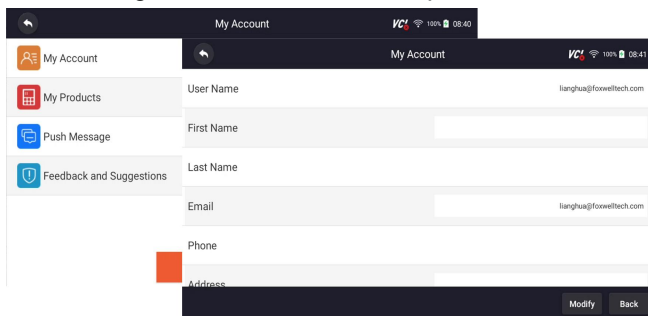 My Account
VC! 100% 08:40
My Account
My Products
Push Message
Feedback and Suggestions
My Account
VC! 100% 08:41
User Name
lianghua@foxwelltech.com
First Name
Last Name
Email
lianghua@foxwelltech.com
Phone
Address
Modify Back